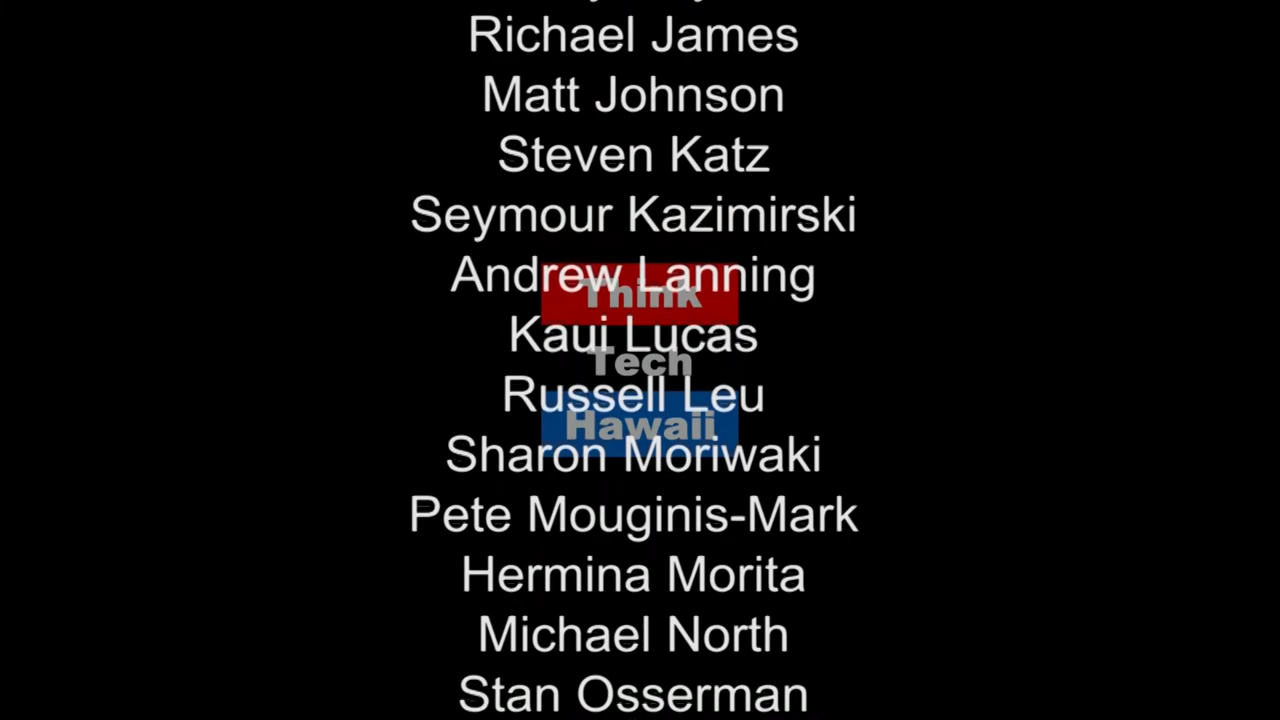 Richael James
Matt Johnson
Steven Katz
Seymour Kazimirski
Andrew Lanning
Think
Kaui Lucas
Tech
Russell Leu
Hawaii
Sharon Moriwaki
Pete Mouginis-Mark
Hermina Morita
Michael North
Stan Osserman